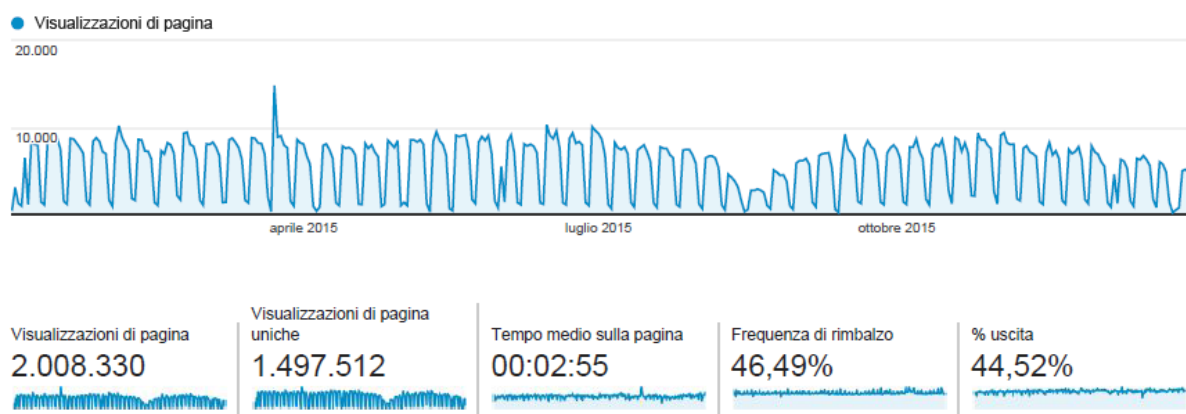 Visualizzazioni di pagina
20.000
10.000
aprile 2015
luglio 2015
ottobre 2015
Visualizzazioni di pagina
2.008.330
Visualizzazioni di pagina
uniche
1.497.512
Tempo medio sulla pagina
00:02:55
Frequenza di rimbalzo
46,49%
% uscita
44,52%